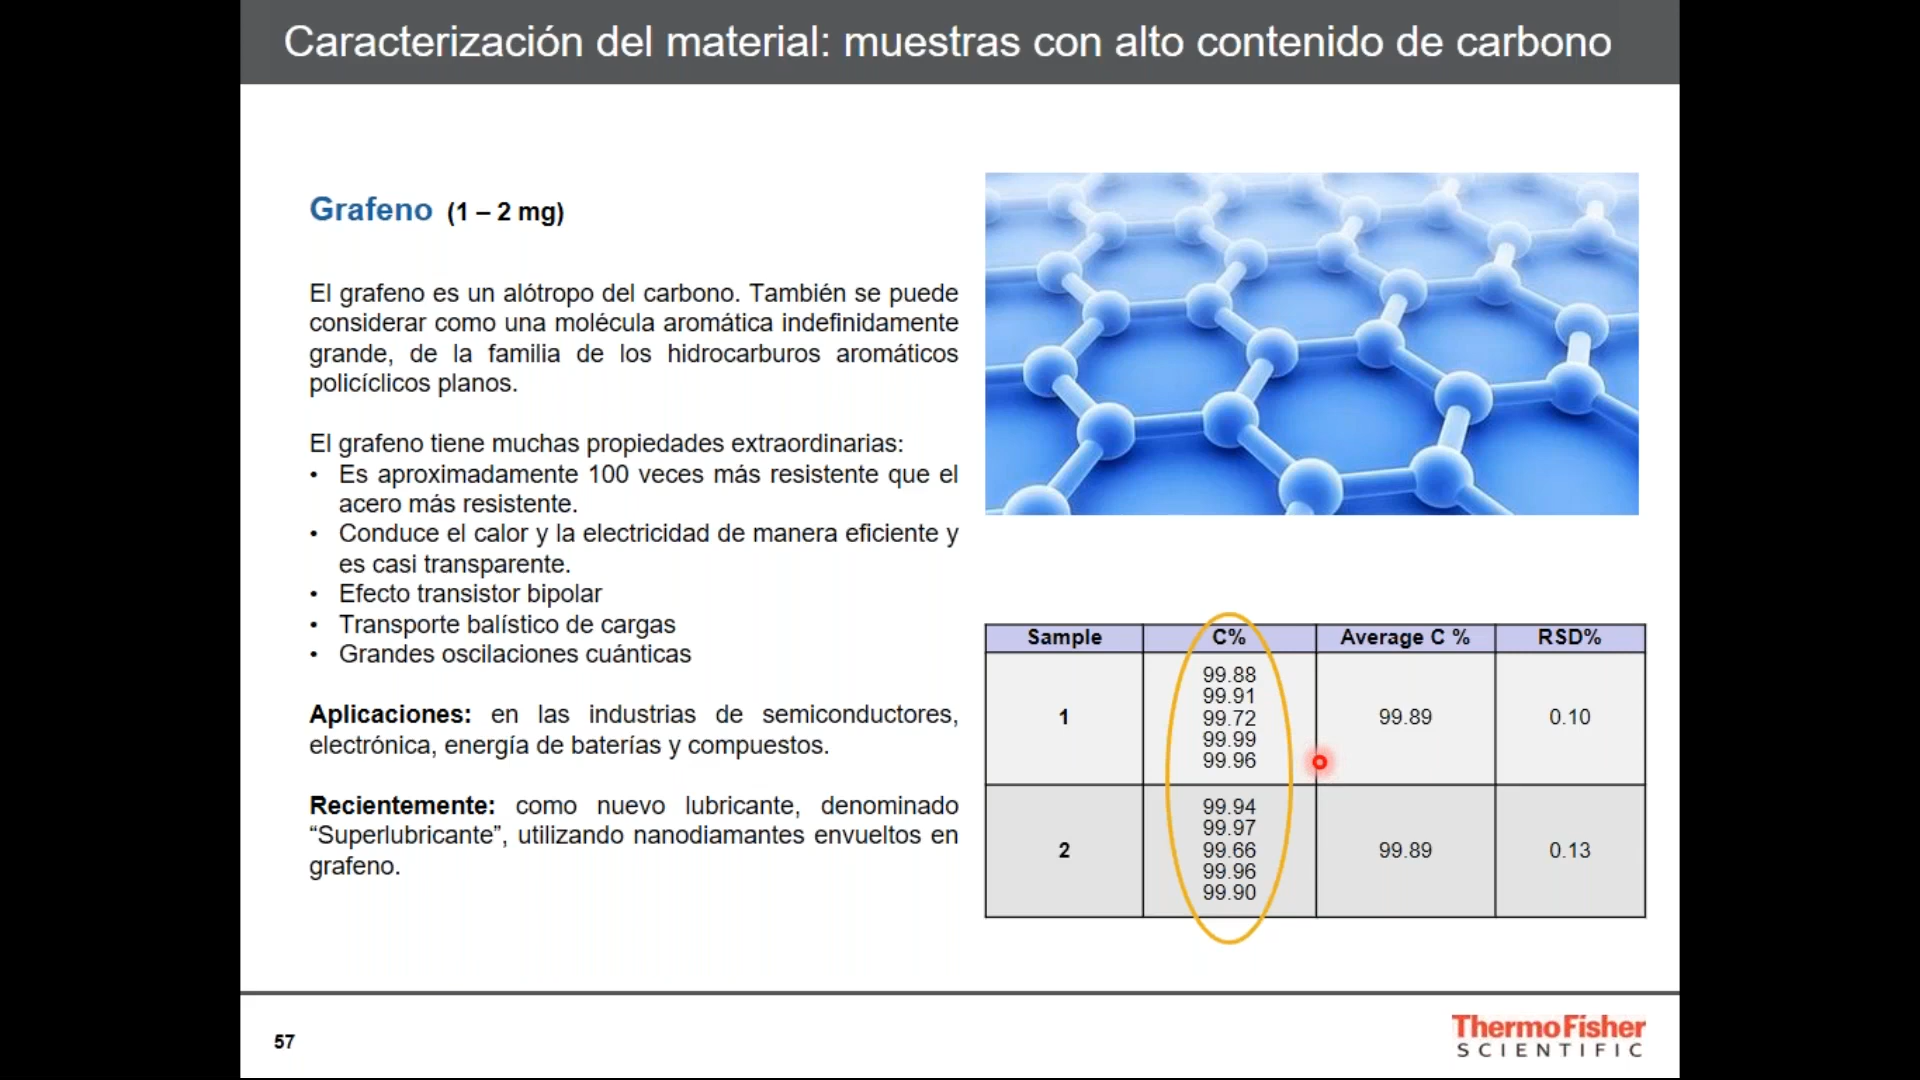 Caracterización del material: muestras con alto contenido de carbono
Grafeno (1 – 2 mg)
El grafeno es un alótropo del carbono. También se puede
considerar como una molécula aromática indefinidamente
grande, de la familia de los hidrocarburos aromáticos
policíclicos planos.
El grafeno tiene muchas propiedades extraordinarias:
• Es aproximadamente 100 veces más resistente que el
acero más resistente.
• Conduce el calor y la electricidad de manera eficiente y
es casi transparente.
• Efecto transistor bipolar
• Transporte balístico de cargas
• Grandes oscilaciones cuánticas
Aplicaciones: en las industrias de semiconductores,
electrónica, energía de baterías y compuestos.
Recientemente: como nuevo lubricante, denominado
“Superlubricante”, utilizando nanodiamantes envueltos en
grafeno.
Sample C% Average C % RSD%
99.88
99.91
1 99.72 99.89 0.10
99.99
99.96
99.94
99.97
2 99.66 99.89 0.13
99.96
99.90
57
ThermoFisher
SCIENTIFIC